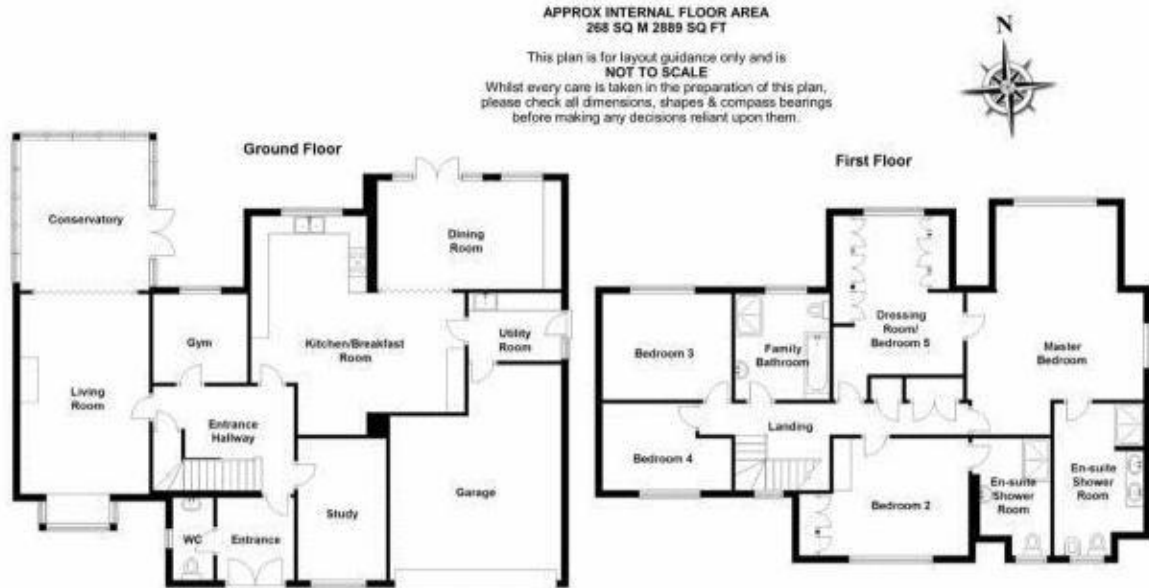 APPROX INTERNAL FLOOR AREA
268 SQ M 2889 SQ FT
This plan is for layout guidance only and is
NOT TO SCALE
Whilst every care is taken in the preparation of this plan,
please check all dimensions, shapes & compass bearings
before making any decisions reliant upon them.
N
Ground Floor
Conservatory
Dining
Room
Gym
Kitchen/Breakfast
Room
Utility
Room
Living
Room
Entrance
Hallway
Garage
Study
WC
Entrance
First Floor
Dressing
Room/
Bedroom 5
Bedroom 3
Family
Bathroom
Master
Bedroom
Landing
Bedroom 4
Bedroom 2
En-suite
Shower
Room
En-suite
Shower
Room